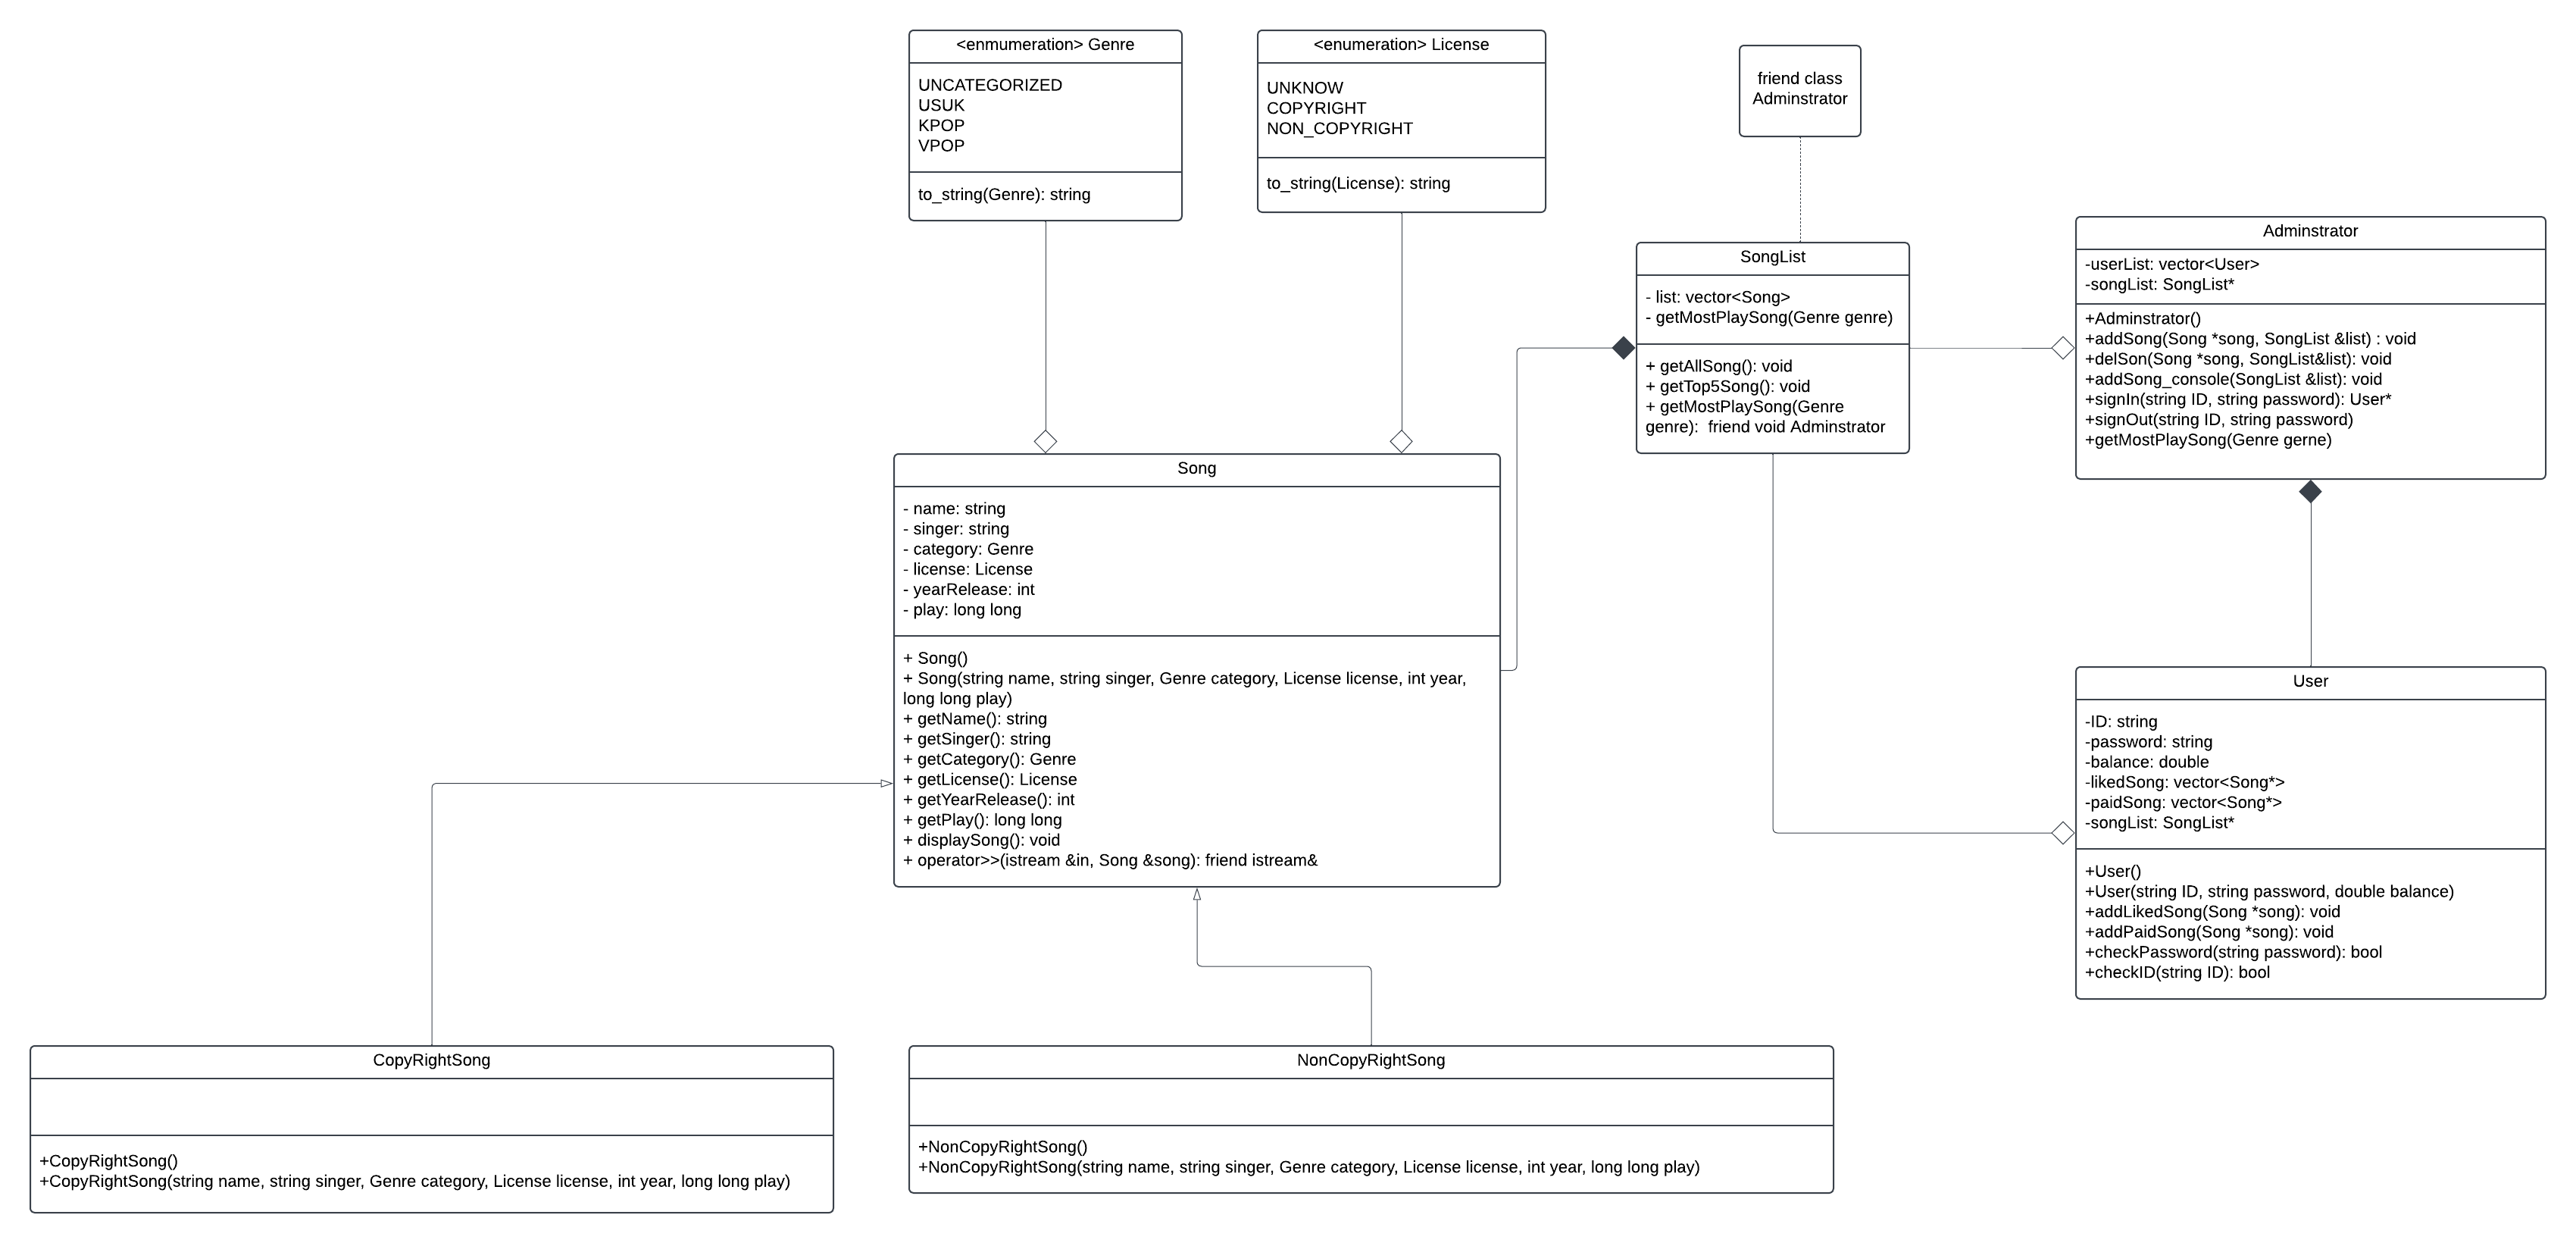 <enmumeration> Genre
UNCATEGORIZED
USUK
KPOP
VPOP
to_string(Genre): string
<enumeration> License
UNKNOW
COPYRIGHT
NON_COPYRIGHT
to_string(License): string
friend class
Adminstrator
SongList
- list: vector<Song>
- getMostPlaySong(Genre genre)
+ getAllSong(): void
+ getTop5Song(): void
+ getMostPlaySong(Genre
genre):  friend void Adminstrator
Adminstrator
-userList: vector<User>
-songList: SongList*
+Adminstrator()
+addSong(Song *song, SongList &list) : void
+delSon(Song *song, SongList&list): void
+addSong_console(SongList &list): void
+signIn(string ID, string password): User*
+signOut(string ID, string password)
+getMostPlaySong(Genre gerne)
Song
- name: string
- singer: string
- category: Genre
- license: License
- yearRelease: int
- play: long long
+ Song()
+ Song(string name, string singer, Genre category, License license, int year,
long long play)
+ getName(): string
+ getSinger(): string
+ getCategory(): Genre
+ getLicense(): License
+ getYearRelease(): int
+ getPlay(): long long
+ displaySong(): void
+ operator>>(istream &in, Song &song): friend istream&
User
-ID: string
-password: string
-balance: double
-likedSong: vector<Song*>
-paidSong: vector<Song*>
-songList: SongList*
+User()
+User(string ID, string password, double balance)
+addLikedSong(Song *song): void
+addPaidSong(Song *song): void
+checkPassword(string password): bool
+checkID(string ID): bool
CopyRightSong
+CopyRightSong()
+CopyRightSong(string name, string singer, Genre category, License license, int year, long long play)
NonCopyRightSong
+NonCopyRightSong()
+NonCopyRightSong(string name, string singer, Genre category, License license, int year, long long play)